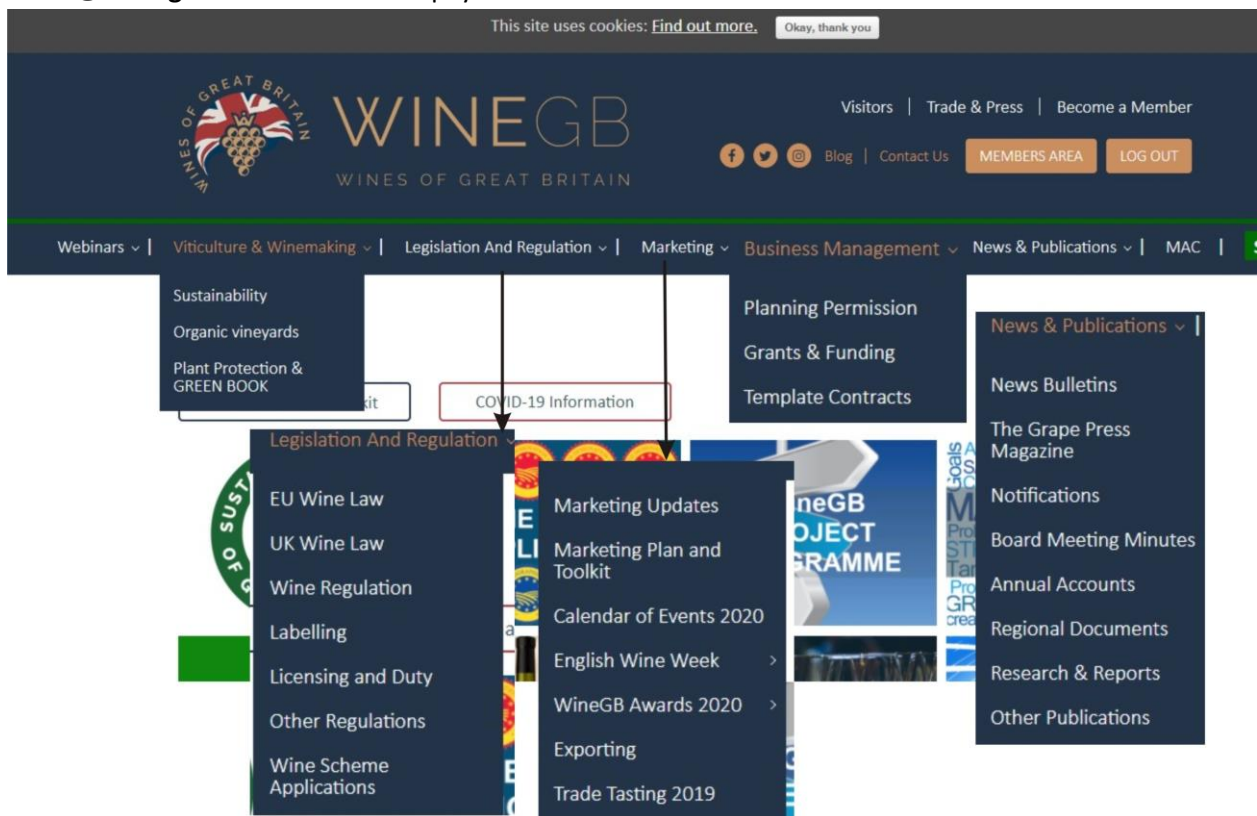 This site uses cookies: Find out more. Okay, thank you
WINES OF GREAT BRITAIN
WINEGB
WINES OF GREAT BRITAIN
Visitors | Trade & Press | Become a Member
Blog | Contact Us MEMBERS AREA LOG OUT
Webinars | Viticulture & Winemaking | Legislation And Regulation | Marketing Business Management News & Publications | MAC |
Sustainability
Organic vineyards
Plant Protection &
GREEN BOOK
COVID-19 Information
Planning Permission
Grants & Funding
Template Contracts
News & Publications |
News Bulletins
The Grape Press
Magazine
Notifications
Board Meeting Minutes
Annual Accounts
Regional Documents
Research & Reports
Other Publications
Legislation And Regulation
EU Wine Law
UK Wine Law
Wine Regulation
Labelling
Licensing and Duty
Other Regulations
Wine Scheme
Applications
Marketing Updates
Marketing Plan and
Toolkit
Calendar of Events 2020
English Wine Week
WineGB Awards 2020
Exporting
Trade Tasting 2019